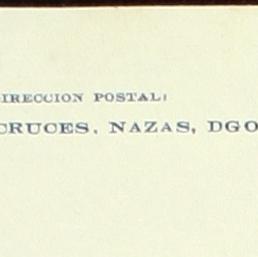 IRECCION POSTAL:
CRUCES, NAZAS, DGO